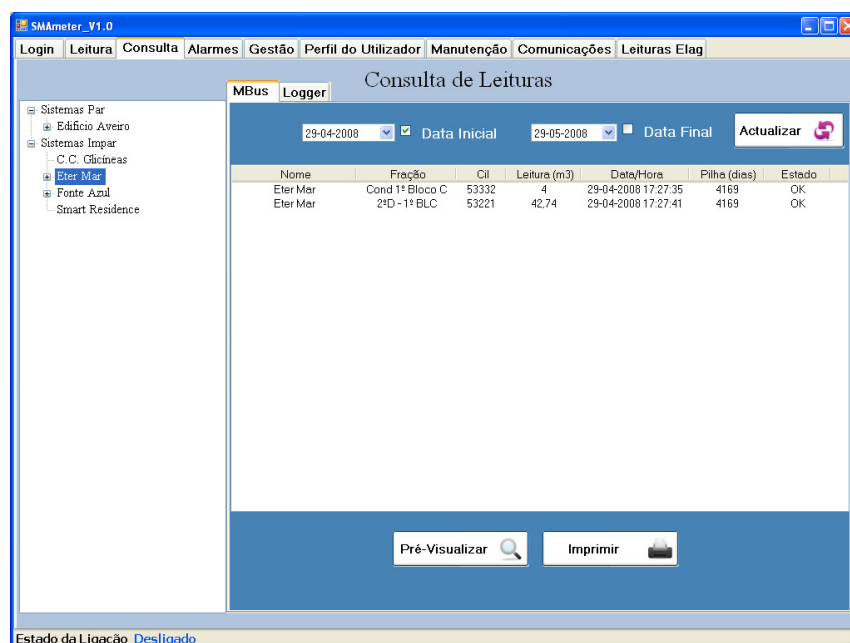 SMAmeter_V1.0
Login Leitura Consulta Alarmes Gestão Perfil do Utilizador Manutenção Comunicações Leituras Elag
Consulta de Leituras
MBus Logger
Sistemas Par
Edificio Aveiro
Sistemas Impar
C.C. Glicíneas
Eter Mar
Fonte Azul
Smart Residence
29-04-2008 Data Inicial 29-05-2008 Data Final Actualizar
Nome Fração Cil Leitura (m3) Data/Hora Pilha (dias) Estado
Eter Mar Cond 1º Bloco C 53332 4 29-04-2008 17:27:35 4169 OK
Eter Mar 2ºD - 1º BLC 53221 42,74 29-04-2008 17:27:41 4169 OK
Pré-Visualizar Imprimir
Estado da Ligação Desligado